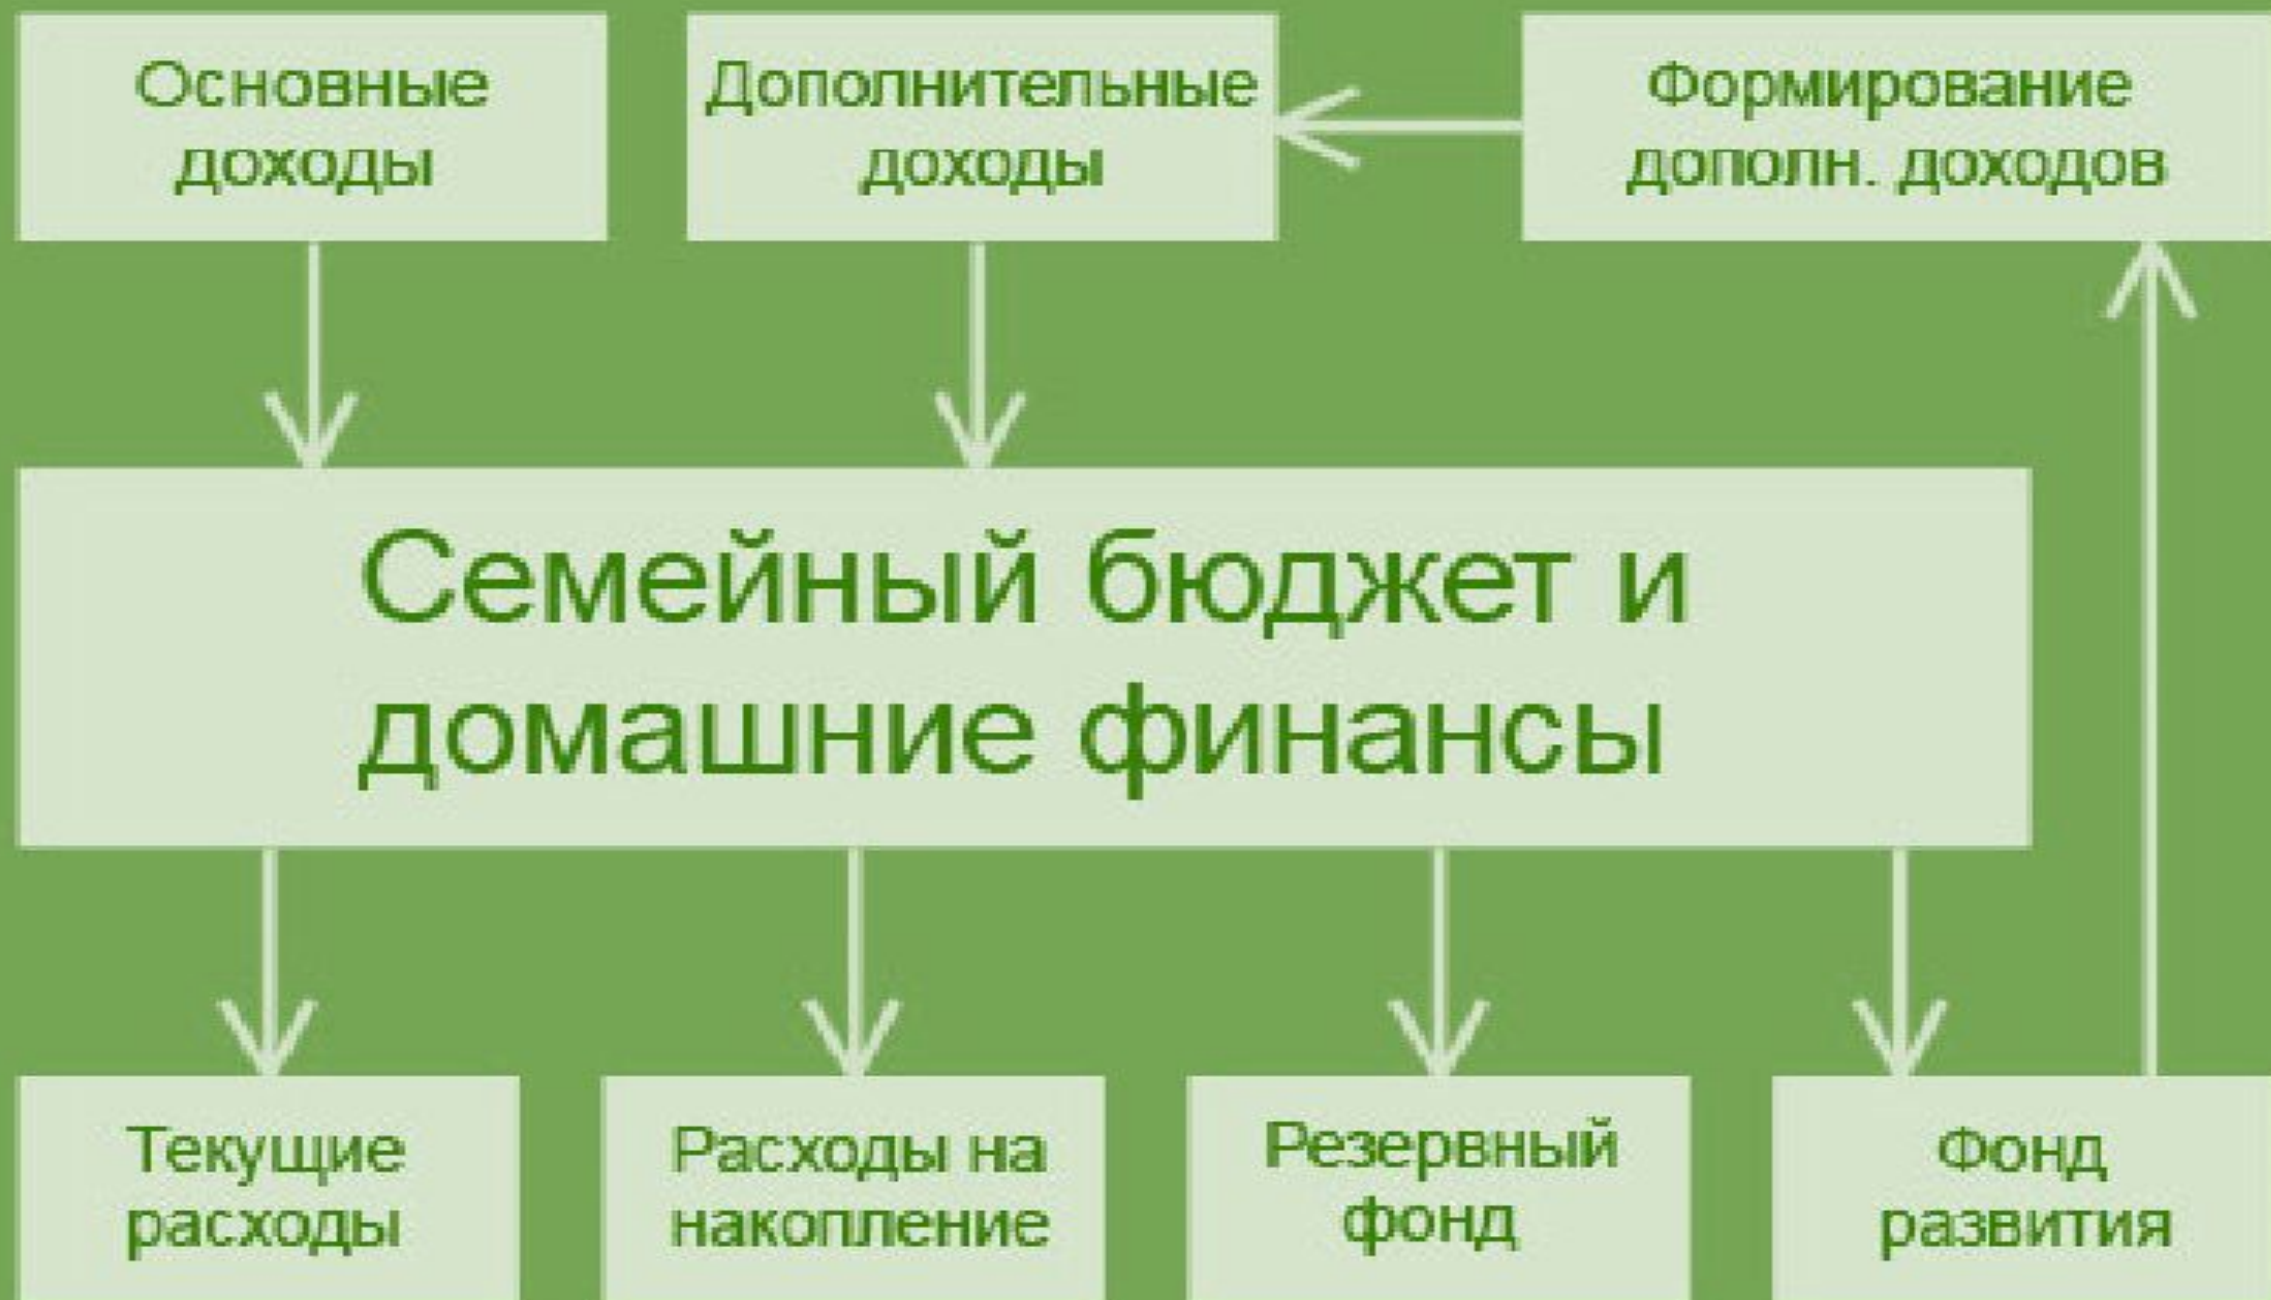 Основные
доходы
Дополнительные
доходы
Формирование
дополн. доходов
Семейный бюджет и
домашние финансы
Текущие
расходы
Расходы на
накопление
Резервный
фонд
Фонд
развития